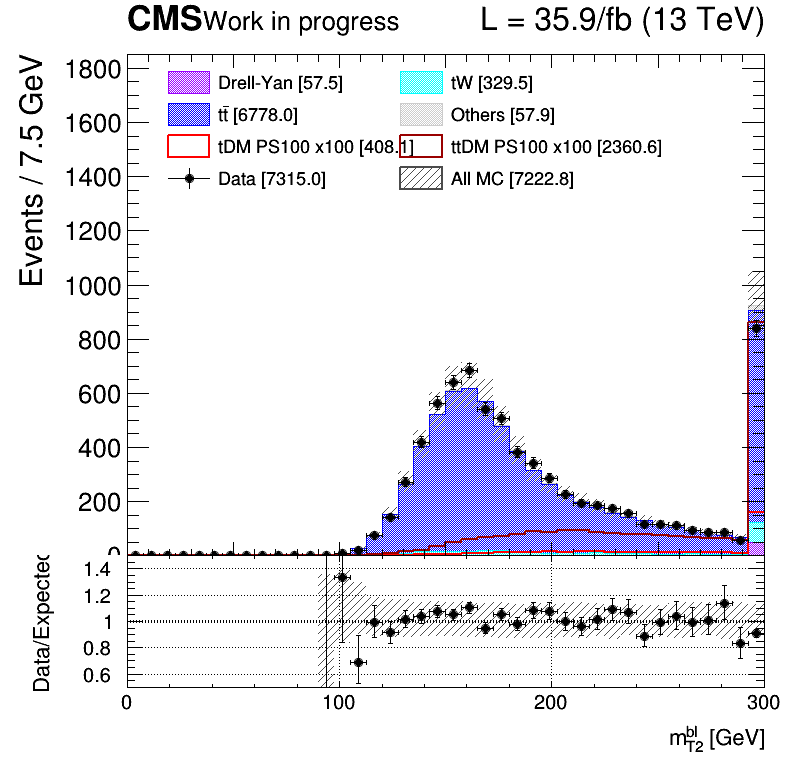 CMS Work in progress L = 35.9/fb (13 TeV)
Events / 7.5 GeV
1800
1600
1400
1200
1000
800
600
400
200
0
Drell-Yan [57.5] tW [329.5]
tt̄ [6778.0] Others [57.9]
tDM PS100 x100 [408.1] ttDM PS100 x100 [2360.6]
Data [7315.0] All MC [7222.8]
Data/Expected
1.4
1.2
1
0.8
0.6
0 100 200 300
m_{T2}^{bl} [GeV]